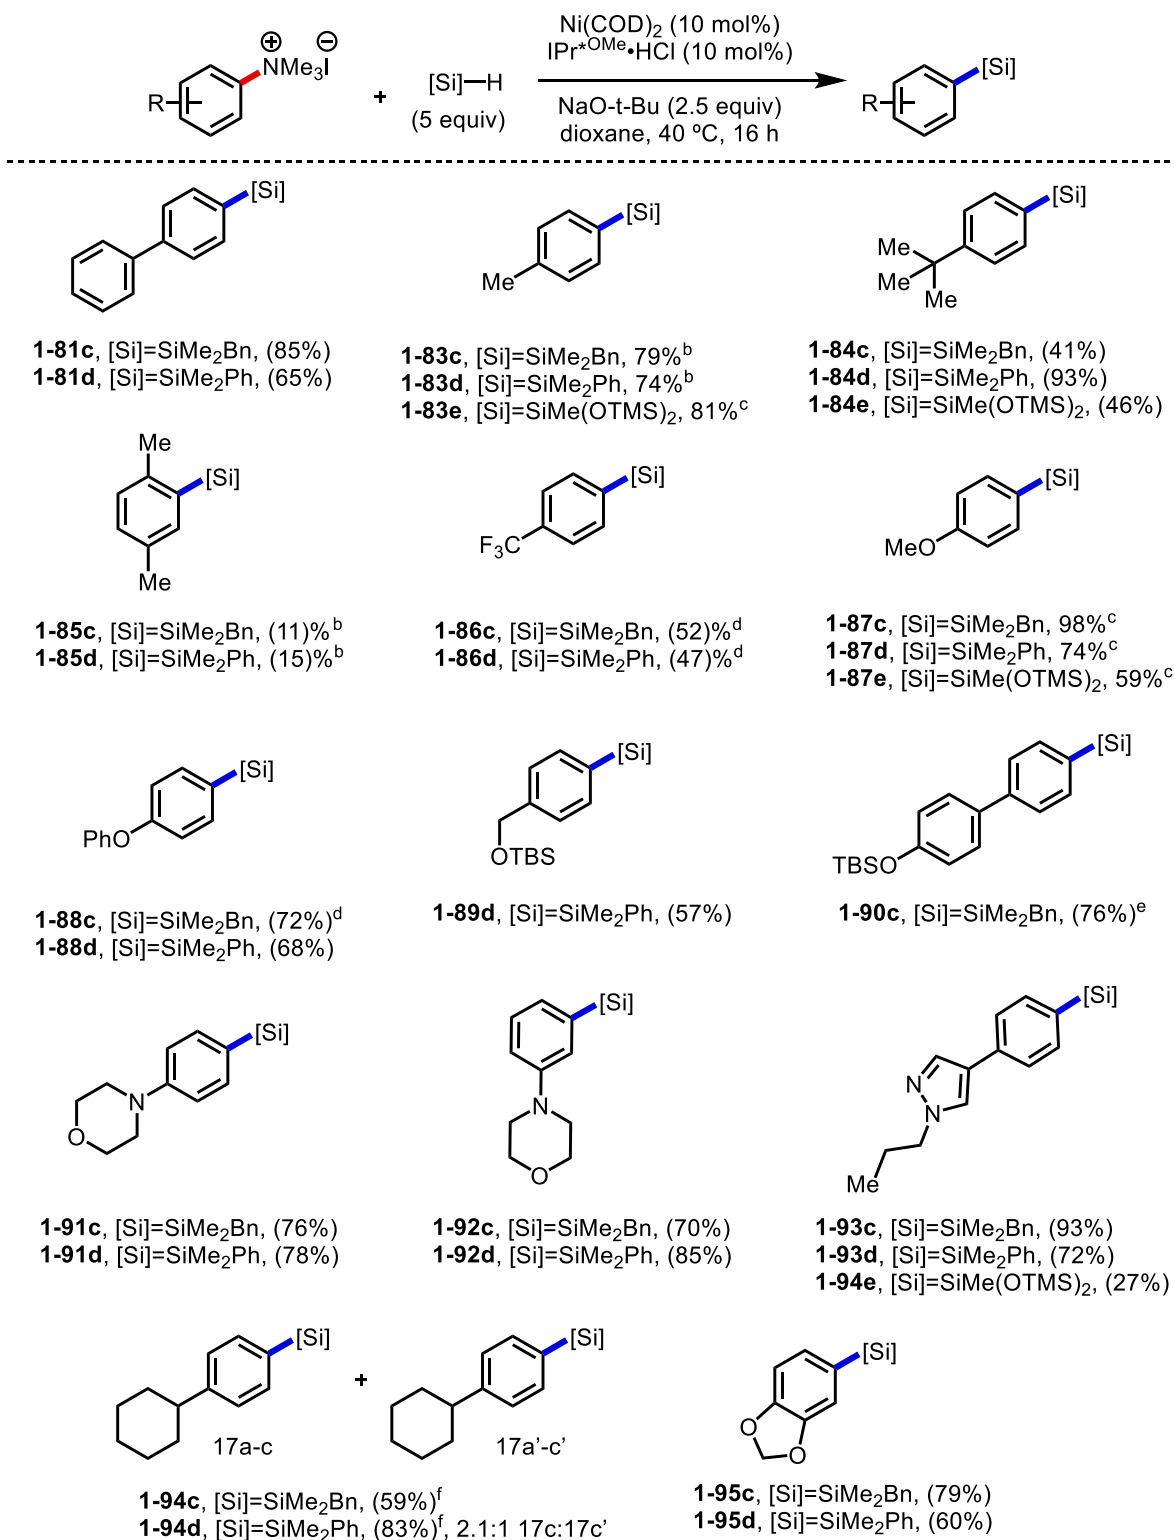 Ni(COD)2 (10 mol%)
IPr*OMe•HCl (10 mol%)
R
⊕
NMe3I
⊖
+
[Si]—H
(5 equiv)
NaO-t-Bu (2.5 equiv)
dioxane, 40 ºC, 16 h
R
[Si]
[Si]
1-81c, [Si]=SiMe2Bn, (85%)
1-81d, [Si]=SiMe2Ph, (65%)
[Si]
Me
1-83c, [Si]=SiMe2Bn, 79%b
1-83d, [Si]=SiMe2Ph, 74%b
1-83e, [Si]=SiMe(OTMS)2, 81%c
[Si]
Me
Me
Me
1-84c, [Si]=SiMe2Bn, (41%)
1-84d, [Si]=SiMe2Ph, (93%)
1-84e, [Si]=SiMe(OTMS)2, (46%)
Me
[Si]
Me
1-85c, [Si]=SiMe2Bn, (11)%b
1-85d, [Si]=SiMe2Ph, (15)%b
[Si]
F3C
1-86c, [Si]=SiMe2Bn, (52)%d
1-86d, [Si]=SiMe2Ph, (47)%d
[Si]
MeO
1-87c, [Si]=SiMe2Bn, 98%c
1-87d, [Si]=SiMe2Ph, 74%c
1-87e, [Si]=SiMe(OTMS)2, 59%c
[Si]
PhO
1-88c, [Si]=SiMe2Bn, (72%)d
1-88d, [Si]=SiMe2Ph, (68%)
[Si]
OTBS
1-89d, [Si]=SiMe2Ph, (57%)
[Si]
TBSO
1-90c, [Si]=SiMe2Bn, (76%)e
[Si]
N
O
1-91c, [Si]=SiMe2Bn, (76%)
1-91d, [Si]=SiMe2Ph, (78%)
[Si]
N
O
1-92c, [Si]=SiMe2Bn, (70%)
1-92d, [Si]=SiMe2Ph, (85%)
[Si]
N
N
Me
1-93c, [Si]=SiMe2Bn, (93%)
1-93d, [Si]=SiMe2Ph, (72%)
1-94e, [Si]=SiMe(OTMS)2, (27%)
[Si]
17a-c
+
[Si]
17a’-c’
1-94c, [Si]=SiMe2Bn, (59%)f
1-94d, [Si]=SiMe2Ph, (83%)f, 2.1:1 17c:17c’
[Si]
O
O
1-95c, [Si]=SiMe2Bn, (79%)
1-95d, [Si]=SiMe2Ph, (60%)